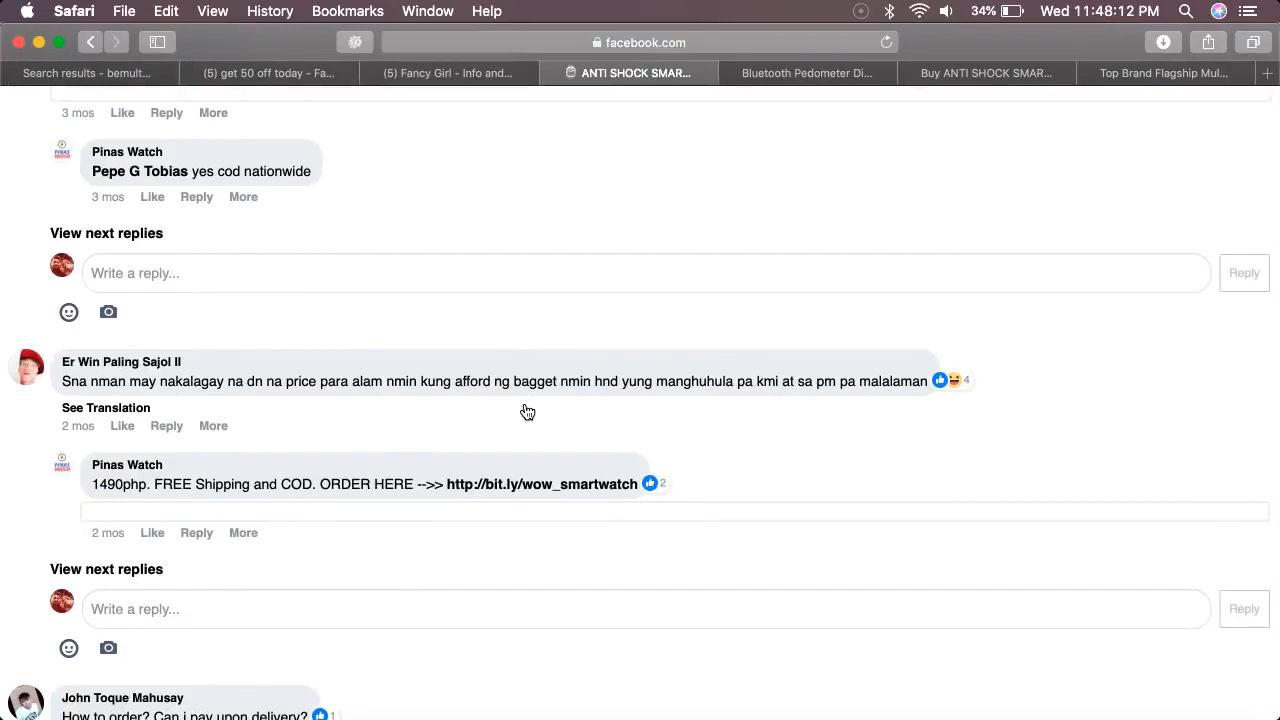 Safari File Edit View History Bookmarks Window Help 34% Wed 11:48:12 PM
facebook.com
Search results - bemult... (5) get 50 off today - Fa... (5) Fancy Girl - Info and... ANTI SHOCK SMAR... Bluetooth Pedometer Di... Buy ANTI SHOCK SMAR... Top Brand Flagship Mul...
3 mos Like Reply More
Pinas Watch
Pepe G Tobias yes cod nationwide
3 mos Like Reply More
View next replies
Write a reply... Reply
Er Win Paling Sajol II
Sna nman may nakalagay na dn na price para alam nmin kung afford ng bagget nmin hnd yung manghuhula pa kmi at sa pm pa malalaman 4
See Translation
2 mos Like Reply More
Pinas Watch
1490php. FREE Shipping and COD. ORDER HERE -->> http://bit.ly/wow_smartwatch 2
2 mos Like Reply More
View next replies
Write a reply... Reply
John Toque Mahusay
How to order? Can i pay upon delivery? 1